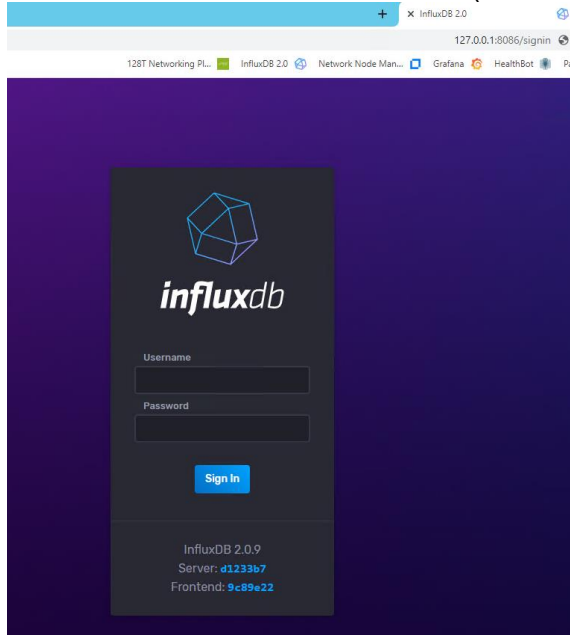 + × InfluxDB 2.0
127.0.0.1:8086/signin
128T Networking Pl... InfluxDB 2.0 Network Node Man... Grafana HealthBot
influxdb
Username
Password
Sign In
InfluxDB 2.0.9
Server: d1233b7
Frontend: 9c89e22